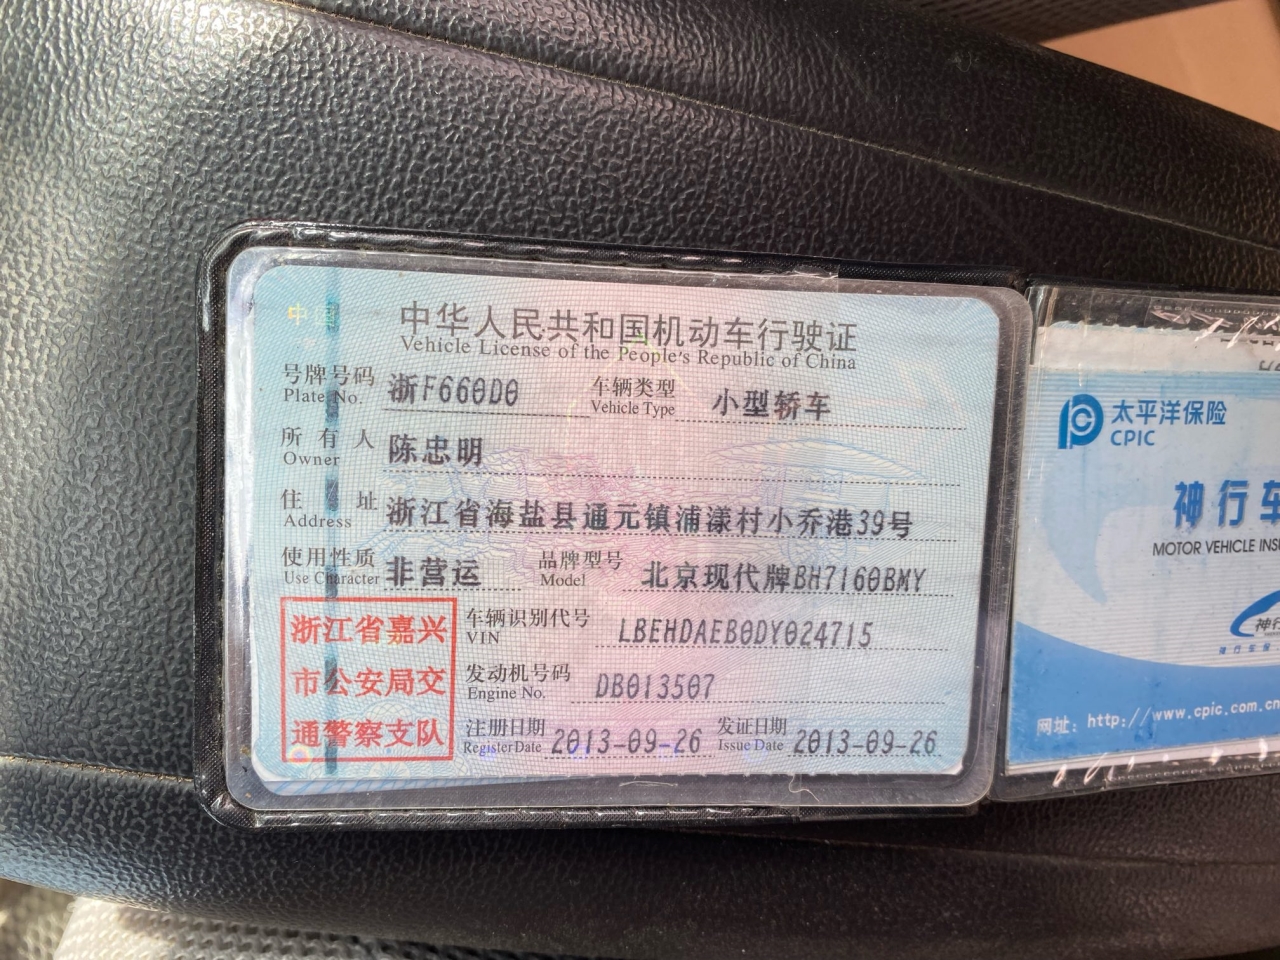 中国
中华人民共和国机动车行驶证
Vehicle License of the People's Republic of China
号牌号码 浙F660D0 车辆类型 小型轿车
Plate No. Vehicle Type
所有人 陈忠明
Owner
住址 浙江省海盐县通元镇浦漾村小乔港39号
Address
使用性质 非营运 品牌型号 北京现代牌BH7160BMY
Use Character Model
浙江省嘉兴
市公安局交
通警察支队
车辆识别代号 LBEHDAEB0DY024715
VIN
发动机号码 DB013507
Engine No.
注册日期 2013-09-26 发证日期 2013-09-26
Register Date Issue Date
太平洋保险
CPIC
神行车
MOTOR VEHICLE INSU
神行
网址: http://www.cpic.com.cn